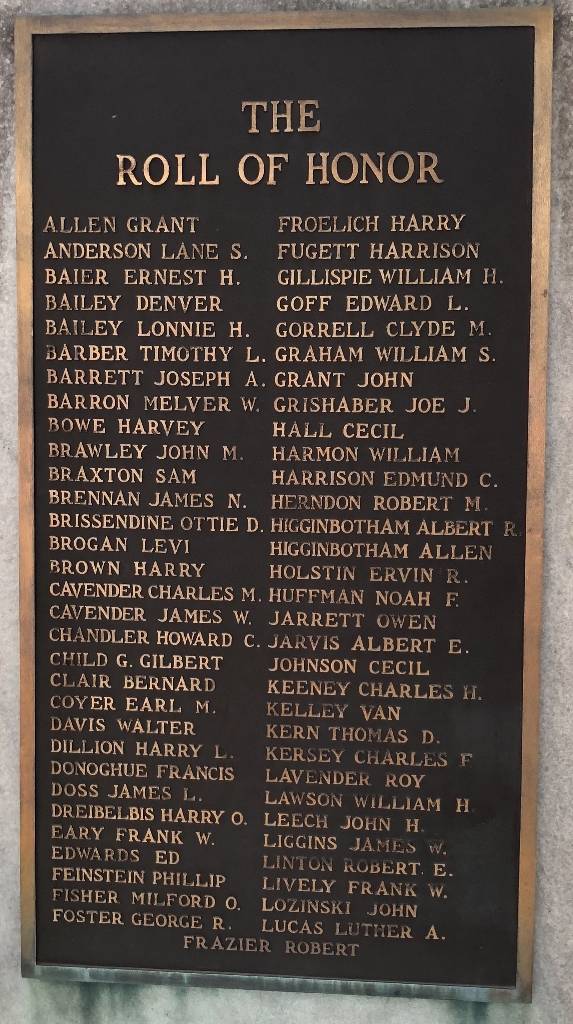 THE
ROLL OF HONOR
ALLEN GRANT
ANDERSON LANE S.
BAIER ERNEST H.
BAILEY DENVER
BAILEY LONNIE H.
BARBER TIMOTHY L.
BARRETT JOSEPH A.
BARRON MELVER W.
BOWE HARVEY
BRAWLEY JOHN M.
BRAXTON SAM
BRENNAN JAMES N.
BRISSENDINE OTTIE D.
BROGAN LEVI
BROWN HARRY
CAVENDER CHARLES M.
CAVENDER JAMES W.
CHANDLER HOWARD C.
CHILD G. GILBERT
CLAIR BERNARD
COYER EARL M.
DAVIS WALTER
DILLION HARRY L.
DONOGHUE FRANCIS
DOSS JAMES L.
DREIBELBIS HARRY O.
EARY FRANK W.
EDWARDS ED
FEINSTEIN PHILLIP
FISHER MILFORD O.
FOSTER GEORGE R.
FROELICH HARRY
FUGETT HARRISON
GILLISPIE WILLIAM H.
GOFF EDWARD L.
GORRELL CLYDE M.
GRAHAM WILLIAM S.
GRANT JOHN
GRISHABER JOE J.
HALL CECIL
HARMON WILLIAM
HARRISON EDMUND C.
HERNDON ROBERT M.
HIGGINBOTHAM ALBERT R.
HIGGINBOTHAM ALLEN
HOLSTIN ERVIN R.
HUFFMAN NOAH F.
JARRETT OWEN
JARVIS ALBERT E.
JOHNSON CECIL
KEENEY CHARLES H.
KELLEY VAN
KERN THOMAS D.
KERSEY CHARLES F
LAVENDER ROY
LAWSON WILLIAM H.
LEECH JOHN H.
LIGGINS JAMES W.
LINTON ROBERT E.
LIVELY FRANK W.
LOZINSKI JOHN
LUCAS LUTHER A.
FRAZIER ROBERT